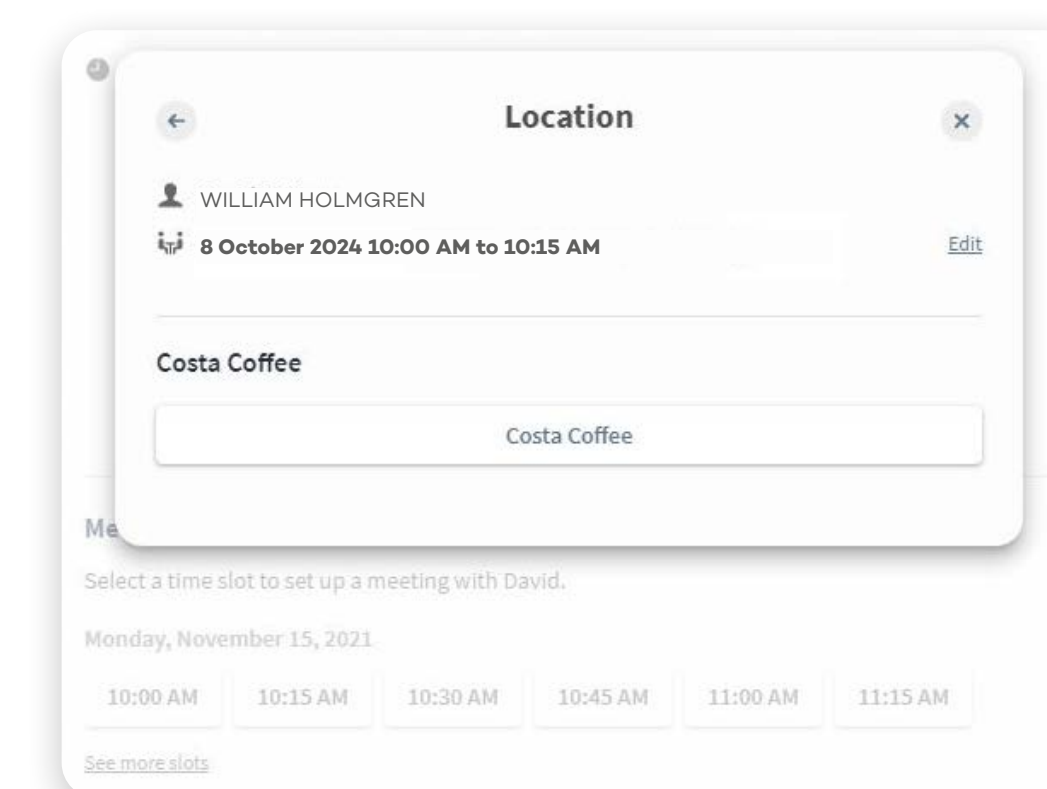 Location
WILLIAM HOLMGREN
8 October 2024 10:00 AM to 10:15 AM Edit
Costa Coffee
Costa Coffee
Select a time slot to set up a meeting with David.
Monday, November 15, 2021
10:00 AM 10:15 AM 10:30 AM 10:45 AM 11:00 AM 11:15 AM
See more slots